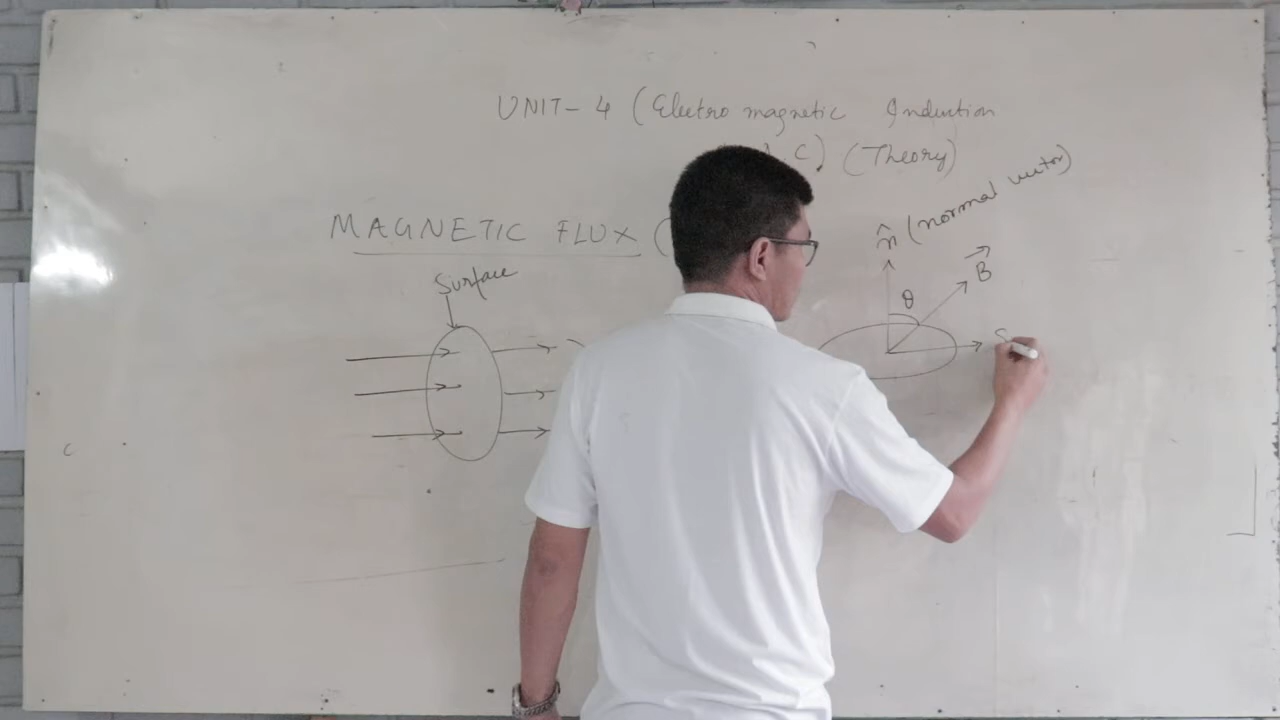 UNIT-4 (Electro magnetic Induction
C) (Theory)
MAGNETIC FLUX (
Surface
n̂ (normal vector)
B⃗
θ
S